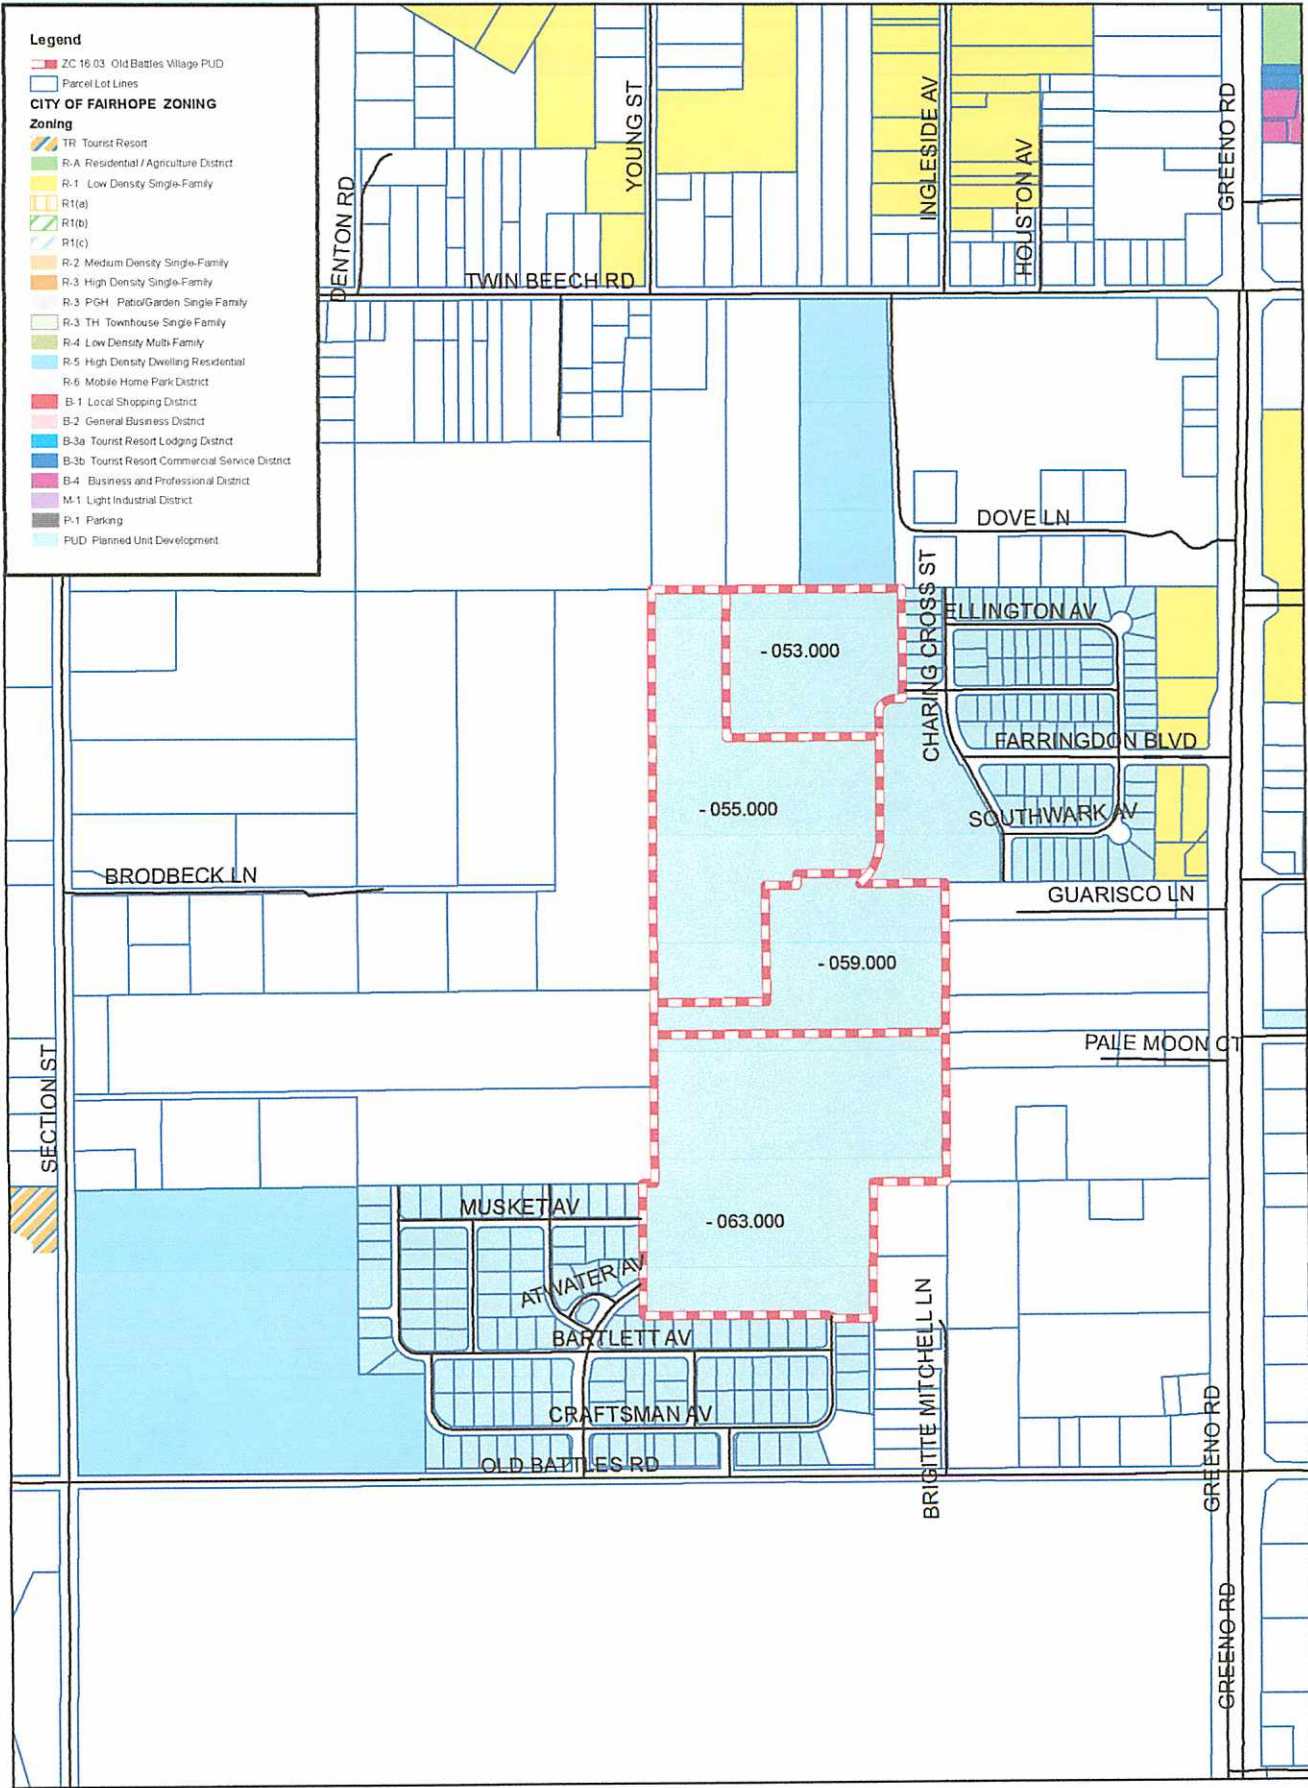 Legend
ZC 16.03 Old Battles Village PUD
Parcel Lot Lines
CITY OF FAIRHOPE ZONING
Zoning
TR Tourist Resort
R-A Residential / Agriculture District
R-1 Low Density Single-Family
R1(a)
R1(b)
R1(c)
R-2 Medium Density Single-Family
R-3 High Density Single-Family
R-3 PGH Patio/Garden Single Family
R-3 TH Townhouse Single Family
R-4 Low Density Multi-Family
R-5 High Density Dwelling Residential
R-6 Mobile Home Park District
B-1 Local Shopping District
B-2 General Business District
B-3a Tourist Resort Lodging District
B-3b Tourist Resort Commercial Service District
B-4 Business and Professional District
M-1 Light Industrial District
P-1 Parking
PUD Planned Unit Development
DENTON RD
YOUNG ST
INGLESIDE AV
HOUSTON AV
GREENO RD
TWIN BEECH RD
DOVE LN
CHARING CROSS ST
ELLINGTON AV
- 053.000
FARRINGDON BLVD
- 055.000
SOUTHWARK AV
BRODBECK LN
GUARISCO LN
- 059.000
PALE MOON CT
SECTION ST
MUSKET AV
- 063.000
ATWATER AV
BARTLETT AV
BRIGITTE MITCHELL LN
CRAFTSMAN AV
GREENO RD
OLD BATTLES RD
GREENO RD